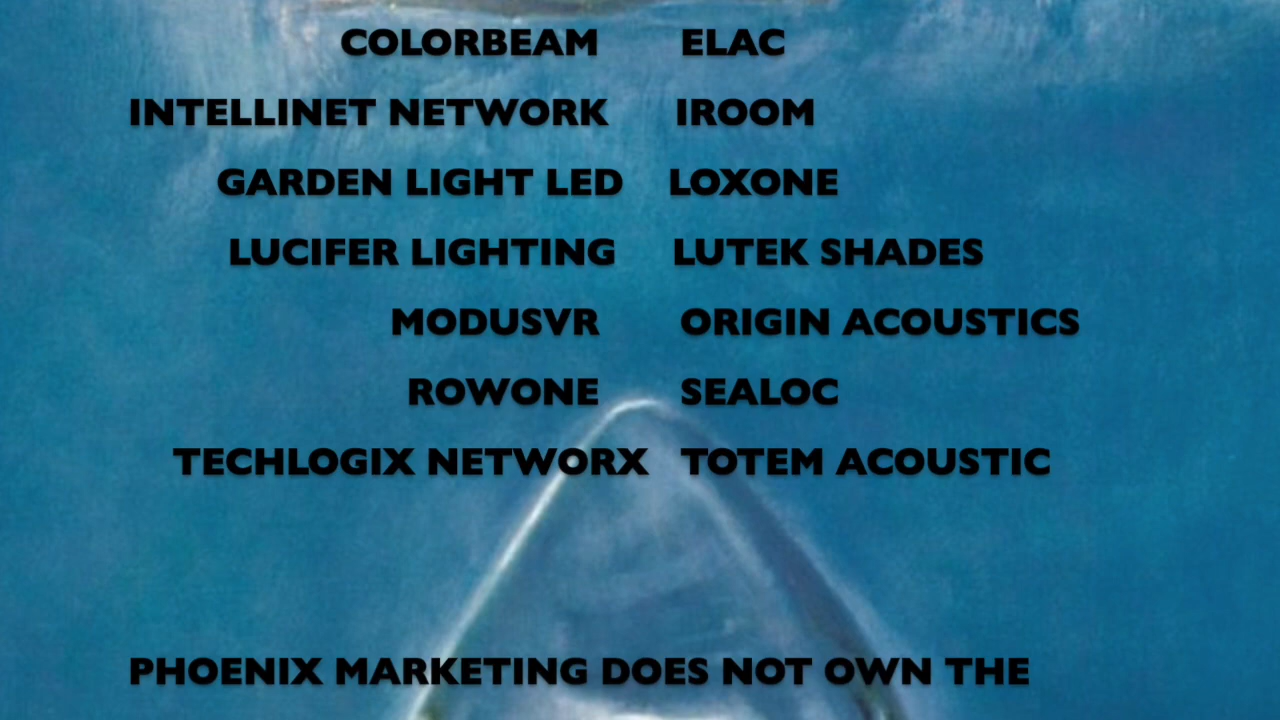 COLORBEAM ELAC
INTELLINET NETWORK IROOM
GARDEN LIGHT LED LOXONE
LUCIFER LIGHTING LUTEK SHADES
MODUSVR ORIGIN ACOUSTICS
ROWONE SEALOC
TECHLOGIX NETWORX TOTEM ACOUSTIC
PHOENIX MARKETING DOES NOT OWN THE